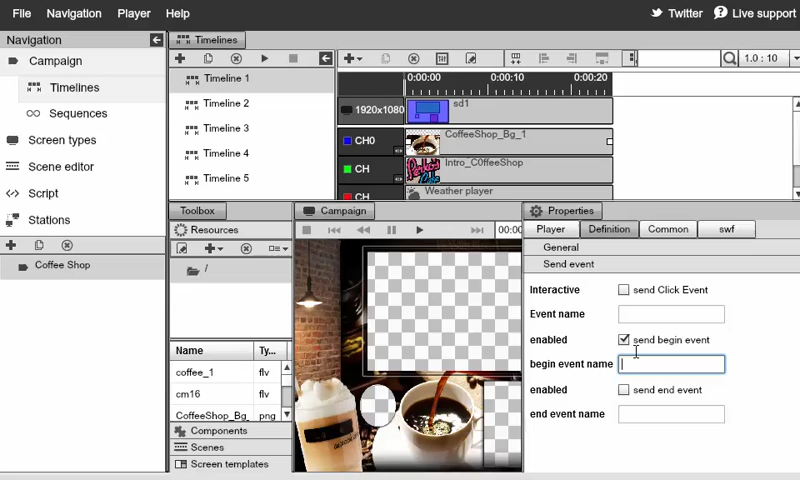 File Navigation Player Help Twitter Live support
Navigation
Campaign
Timelines
Sequences
Screen types
Scene editor
Script
Stations
Coffee Shop
Timelines
Timeline 1
Timeline 2
Timeline 3
Timeline 4
Timeline 5
1.0 : 10
0:00:00 0:00:10 0:00:20
1920x1080 sd1
CH0 CoffeeShop_Bg_1
CH Intro_C0ffeeShop
CH Weather player
Toolbox
Resources
/
Name Ty...
coffee_1 flv
cm16 flv
CoffeeShop_Bg_ png
Components
Scenes
Screen templates
Campaign
00:00
Properties
Player Definition Common swf
General
Send event
Interactive send Click Event
Event name
enabled send begin event
begin event name
enabled send end event
end event name